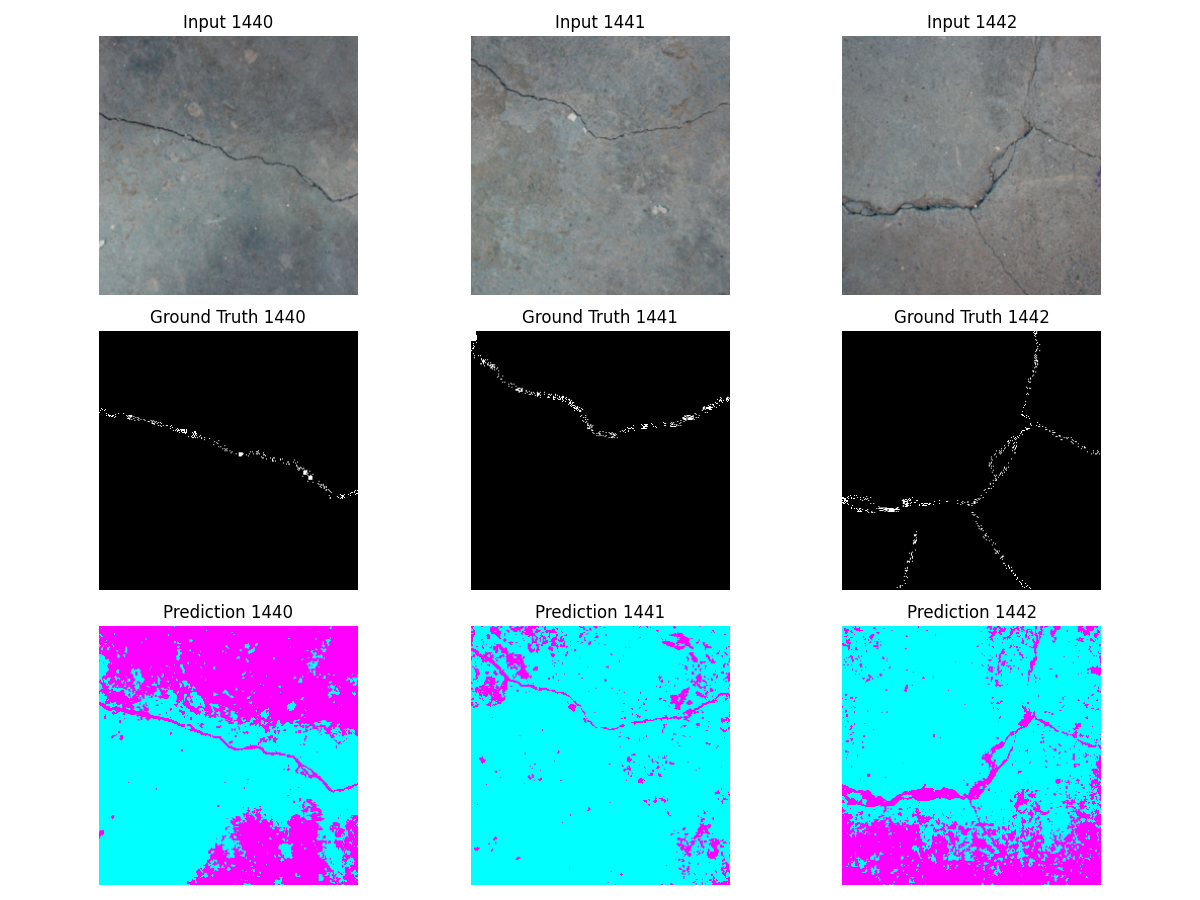 Input 1440
Input 1441
Input 1442
Ground Truth 1440
Ground Truth 1441
Ground Truth 1442
Prediction 1440
Prediction 1441
Prediction 1442